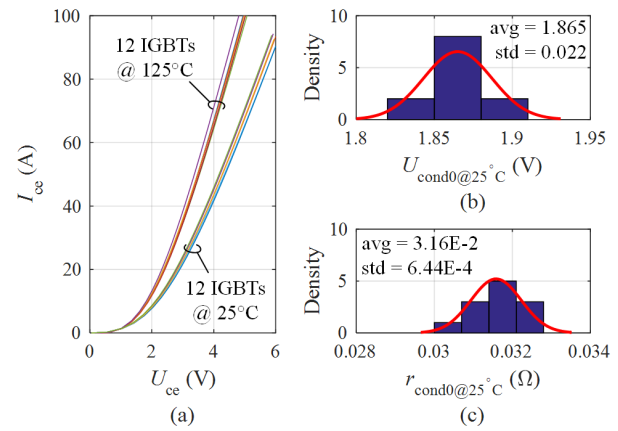 100
80
60
40
20
0
0
2
4
6
I_ce (A)
U_ce (V)
12 IGBTs
@ 125°C
12 IGBTs
@ 25°C
(a)
10
5
0
1.8
1.85
1.9
1.95
Density
avg = 1.865
std = 0.022
U_cond0@25°C (V)
(b)
10
5
0
0.028
0.03
0.032
0.034
Density
avg = 3.16E-2
std = 6.44E-4
r_cond0@25°C (Ω)
(c)